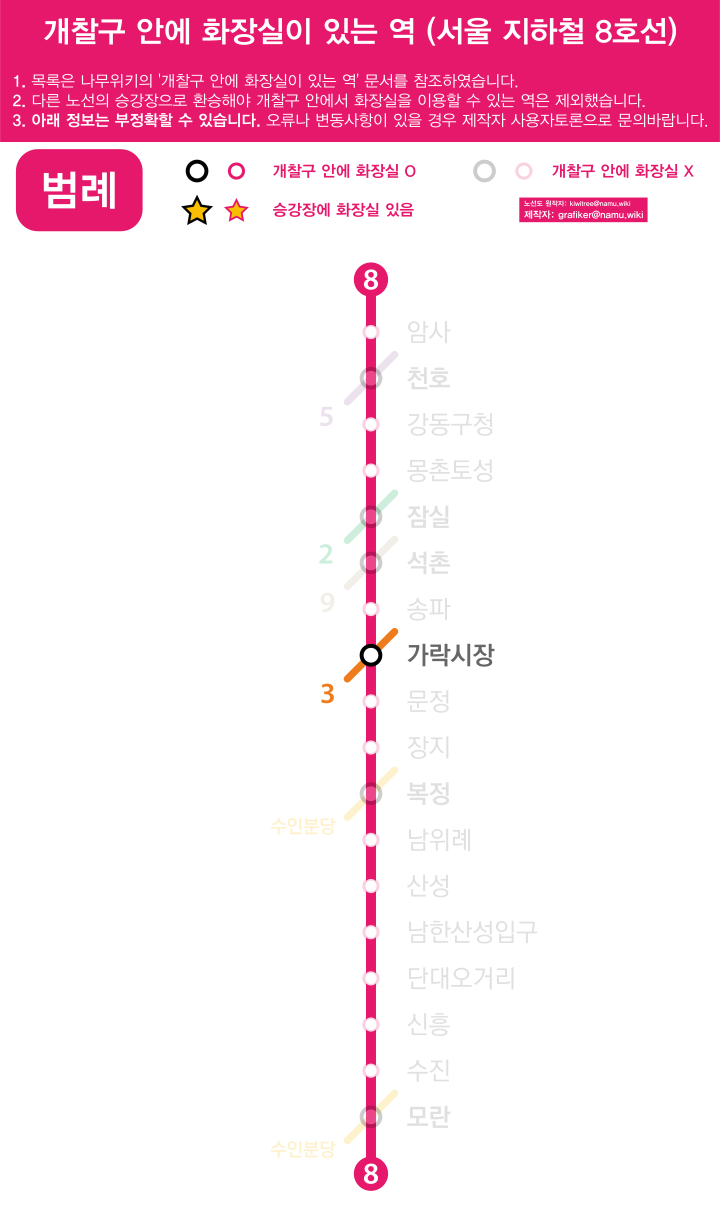 개찰구 안에 화장실이 있는 역 (서울 지하철 8호선)
1. 목록은 나무위키의 '개찰구 안에 화장실이 있는 역' 문서를 참조하였습니다.
2. 다른 노선의 승강장으로 환승해야 개찰구 안에서 화장실을 이용할 수 있는 역은 제외했습니다.
3. 아래 정보는 부정확할 수 있습니다. 오류나 변동사항이 있을 경우 제작자 사용자토론으로 문의바랍니다.
범례
개찰구 안에 화장실 O
개찰구 안에 화장실 X
승강장에 화장실 있음
노선도 원작자: kiwitree@namu.wiki
제작자: grafiker@namu.wiki
8
암사
천호
5
강동구청
몽촌토성
잠실
2
석촌
9
송파
가락시장
3
문정
장지
복정
수인분당
남위례
산성
남한산성입구
단대오거리
신흥
수진
모란
수인분당
8